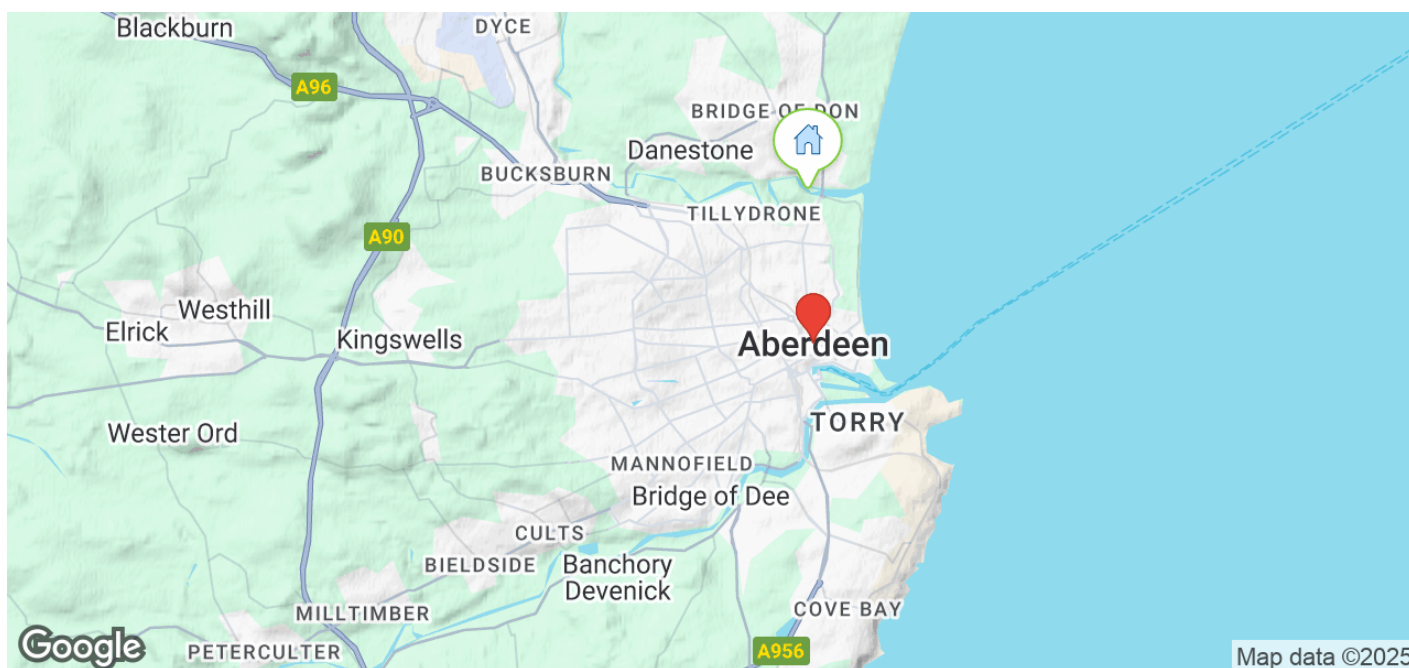 Blackburn
DYCE
A96
BRIDGE OF DON
Danestone
BUCKSBURN
TILLYDRONE
A90
Westhill
Elrick
Kingswells
Aberdeen
TORRY
Wester Ord
MANNOFIELD
Bridge of Dee
CULTS
BIELDSIDE
Banchory
Devenick
MILLTIMBER
COVE BAY
PETERCULTER
A956
Google
Map data ©2025